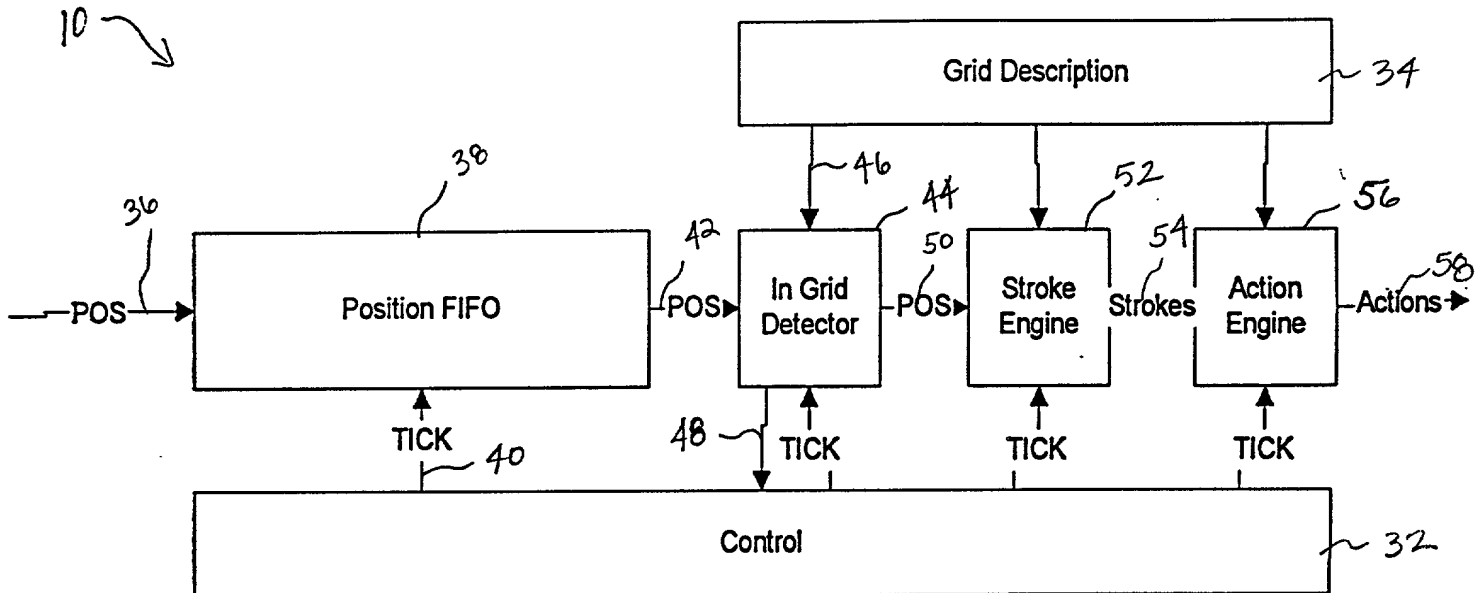 10
Grid Description
34
38
46
52
56
36
44
42
50
54
58
POS
Position FIFO
POS
In Grid
Detector
POS
Stroke
Engine
Strokes
Action
Engine
Actions
TICK
40
48
TICK
TICK
TICK
Control
32